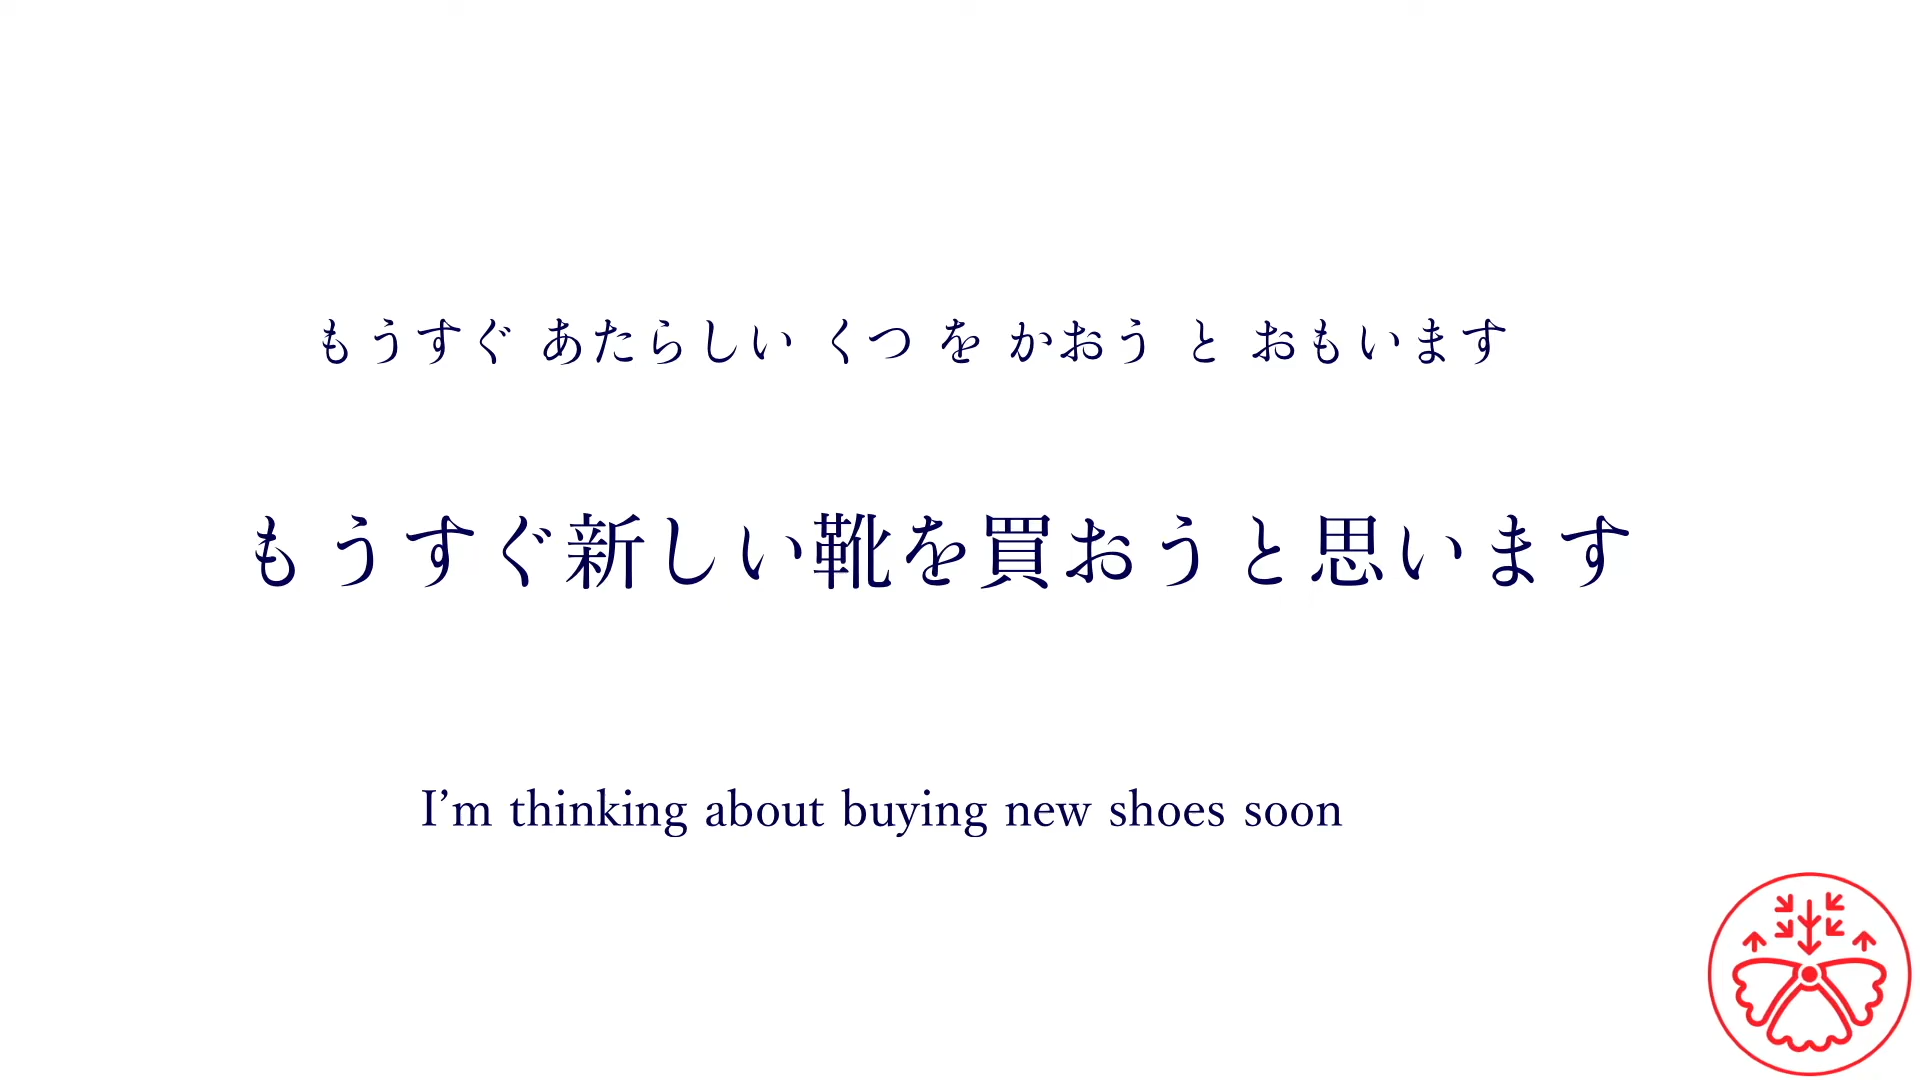 もうすぐ あたらしい くつ を かおう と おもいます
もうすぐ新しい靴を買おうと思います
I’m thinking about buying new shoes soon